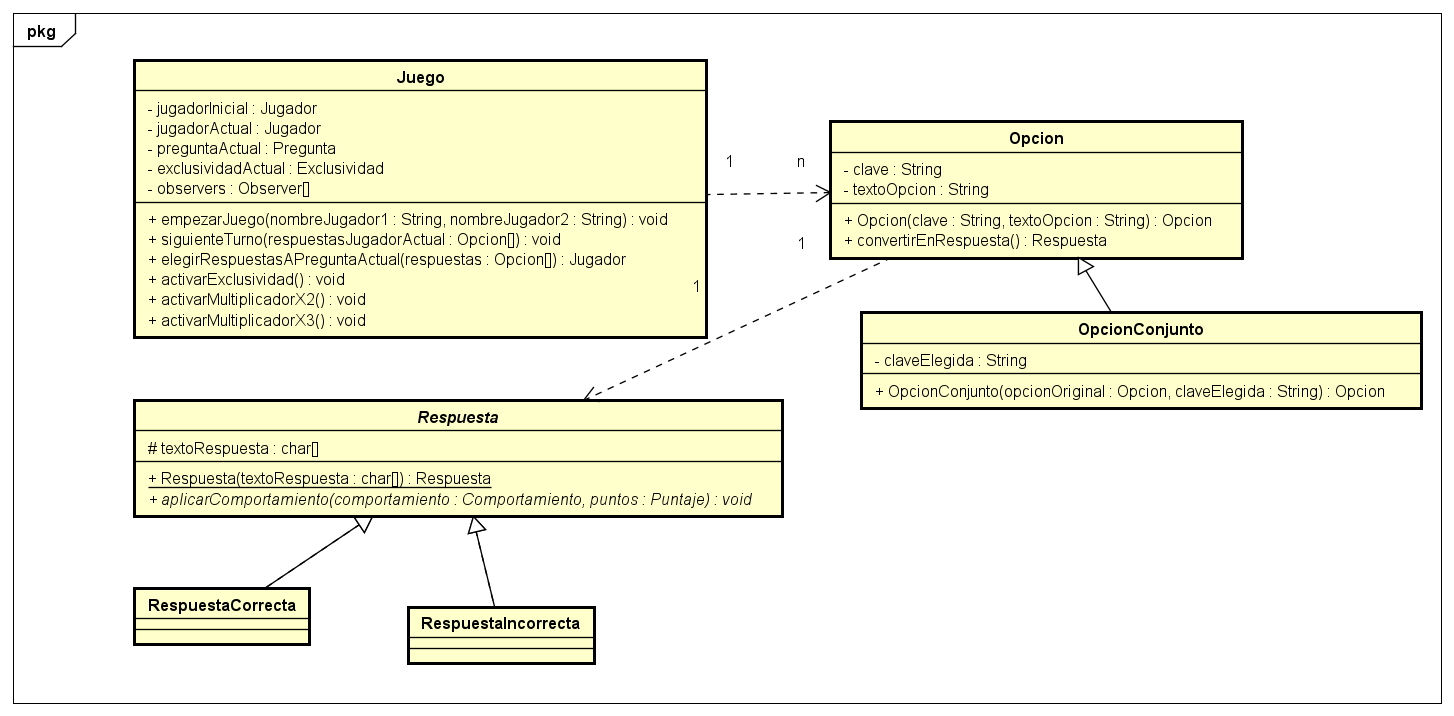 pkg
Juego
- jugadorInicial : Jugador
- jugadorActual : Jugador
- preguntaActual : Pregunta
- exclusividadActual : Exclusividad
- observers : Observer[]
+ empezarJuego(nombreJugador1 : String, nombreJugador2 : String) : void
+ siguienteTurno(respuestasJugadorActual : Opcion[]) : void
+ elegirRespuestasAPreguntaActual(respuestas : Opcion[]) : Jugador
+ activarExclusividad() : void
+ activarMultiplicadorX2() : void
+ activarMultiplicadorX3() : void
1
n
Opcion
- clave : String
- textoOpcion : String
+ Opcion(clave : String, textoOpcion : String) : Opcion
+ convertirEnRespuesta() : Respuesta
1
1
OpcionConjunto
- claveElegida : String
+ OpcionConjunto(opcionOriginal : Opcion, claveElegida : String) : Opcion
Respuesta
# textoRespuesta : char[]
+ Respuesta(textoRespuesta : char[]) : Respuesta
+ aplicarComportamiento(comportamiento : Comportamiento, puntos : Puntaje) : void
RespuestaCorrecta
RespuestaIncorrecta